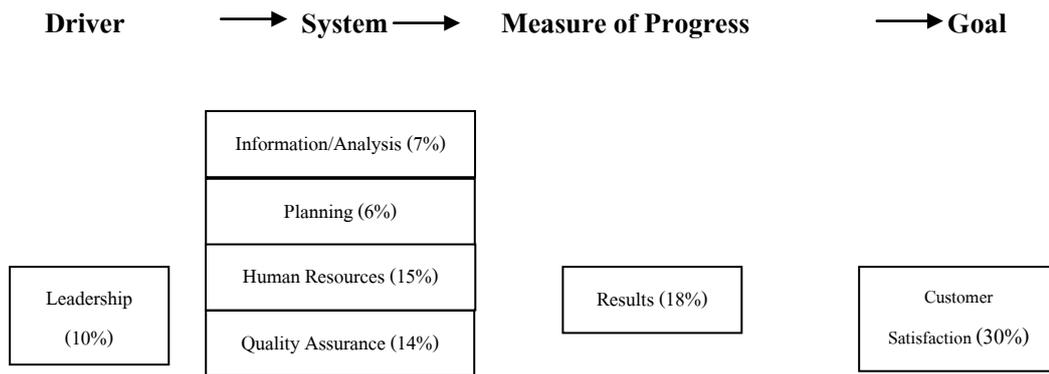 Driver System Measure of Progress Goal
Information/Analysis (7%)
Planning (6%)
Human Resources (15%)
Quality Assurance (14%)
Leadership
(10%)
Results (18%)
Customer
Satisfaction (30%)